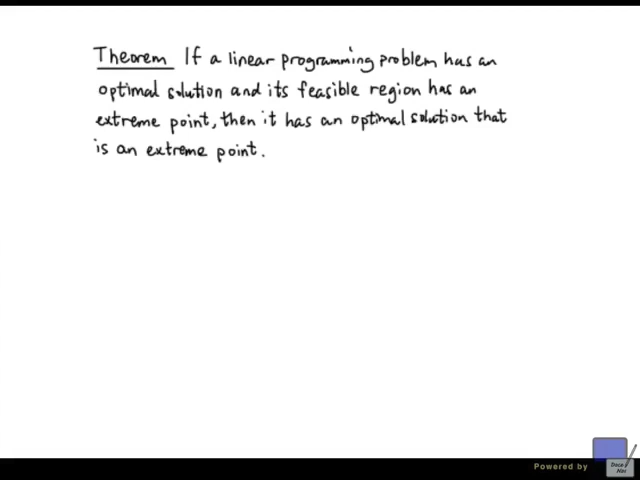 Theorem If a linear programming problem has an
optimal solution and its feasible region has an
extreme point, then it has an optimal solution that
is an extreme point.
Powered by